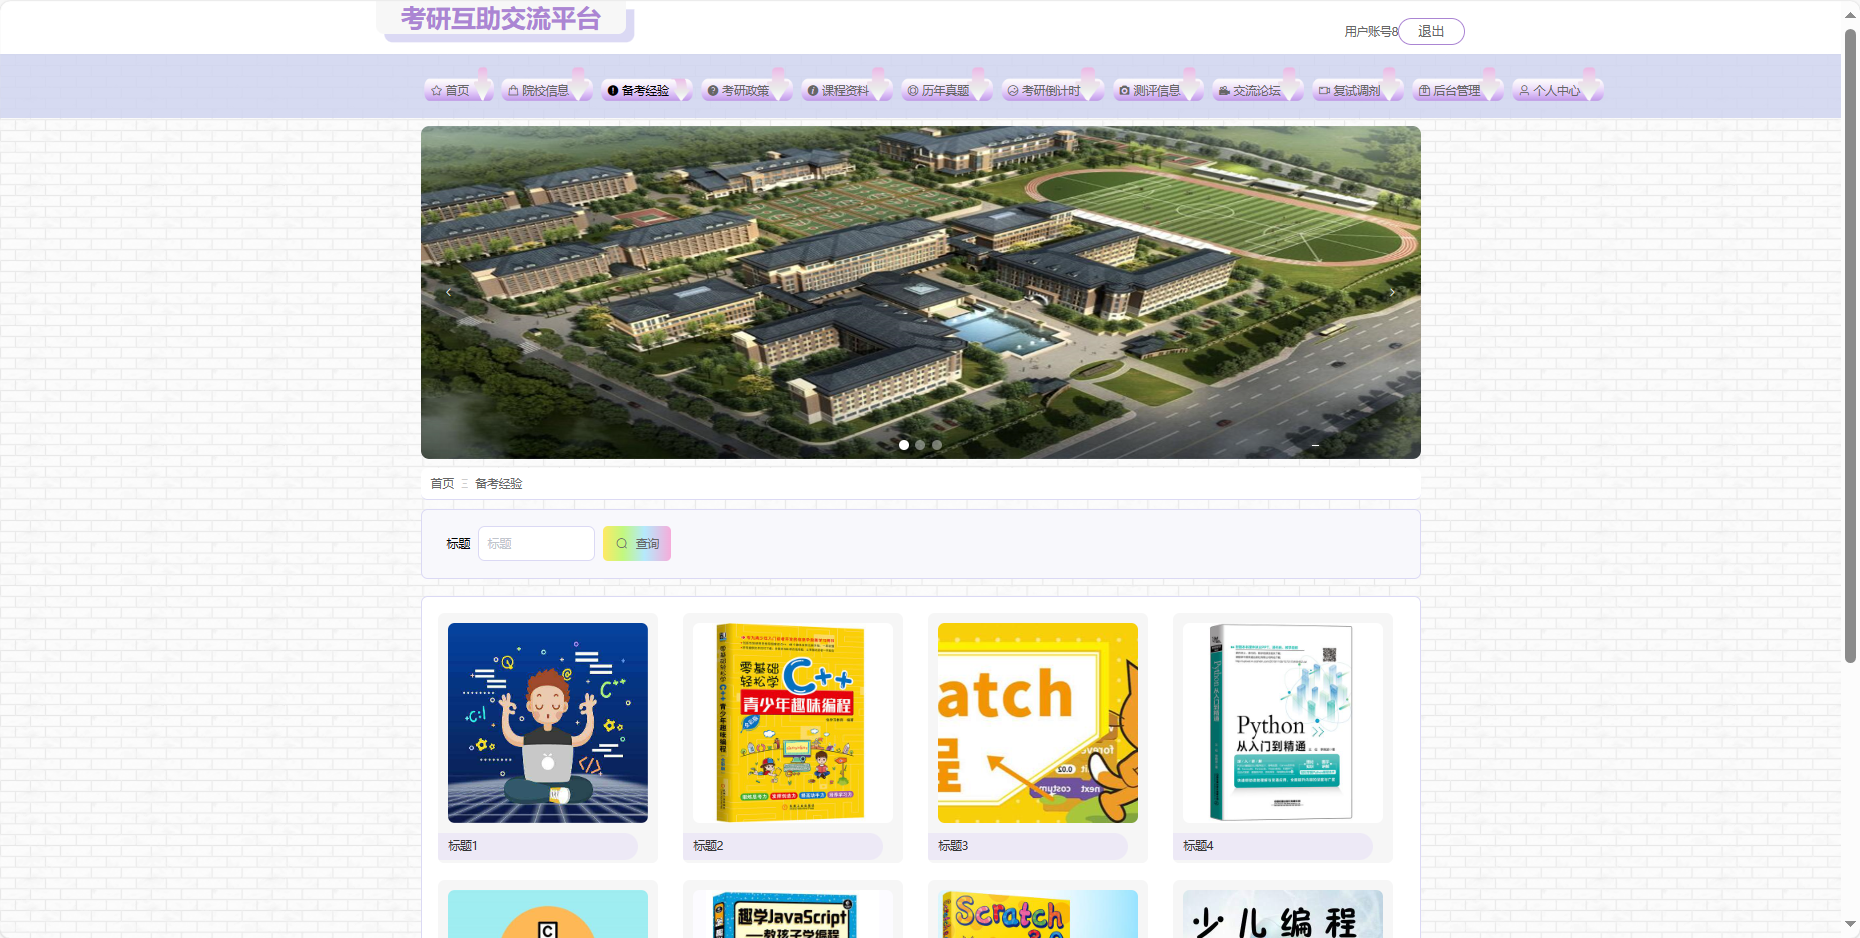 考研互助交流平台
用户账号8
退出
首页
院校信息
备考经验
考研政策
课程资料
历年真题
考研倒计时
测评信息
交流论坛
复试调剂
后台管理
个人中心
首页
备考经验
标题
标题
查询
C++
C:\
零基础
轻松学
C++
青少年趣味编程
atch
程
0.02
next costum
Python
从入门到精通
标题1
标题2
标题3
标题4
C
趣学JavaScript
——教孩子学编程
Scratch
少儿编程